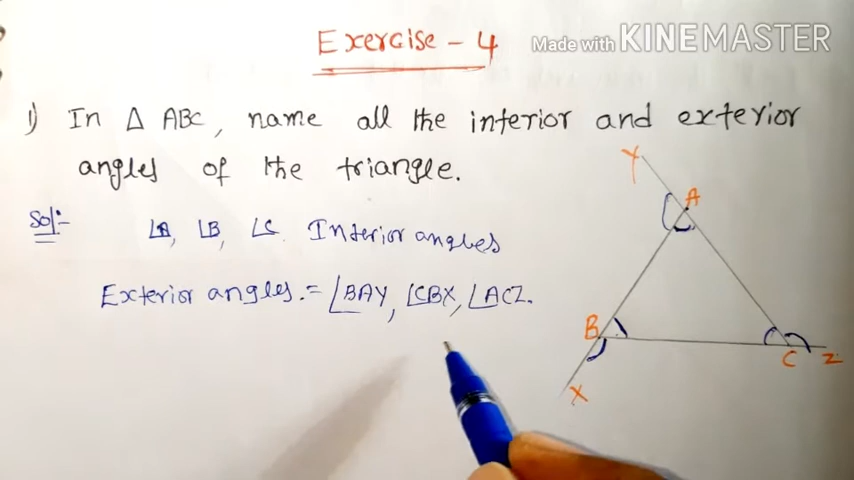 Exercise - 4
Made with KINEMASTER
1) In Δ ABC, name all the interior and exterior
angles of the triangle.
Sol:- ∠A, ∠B, ∠C Interior angles
Exterior angles. = ∠BAY, ∠CBX, ∠ACZ.
Y
A
B
C
Z
X